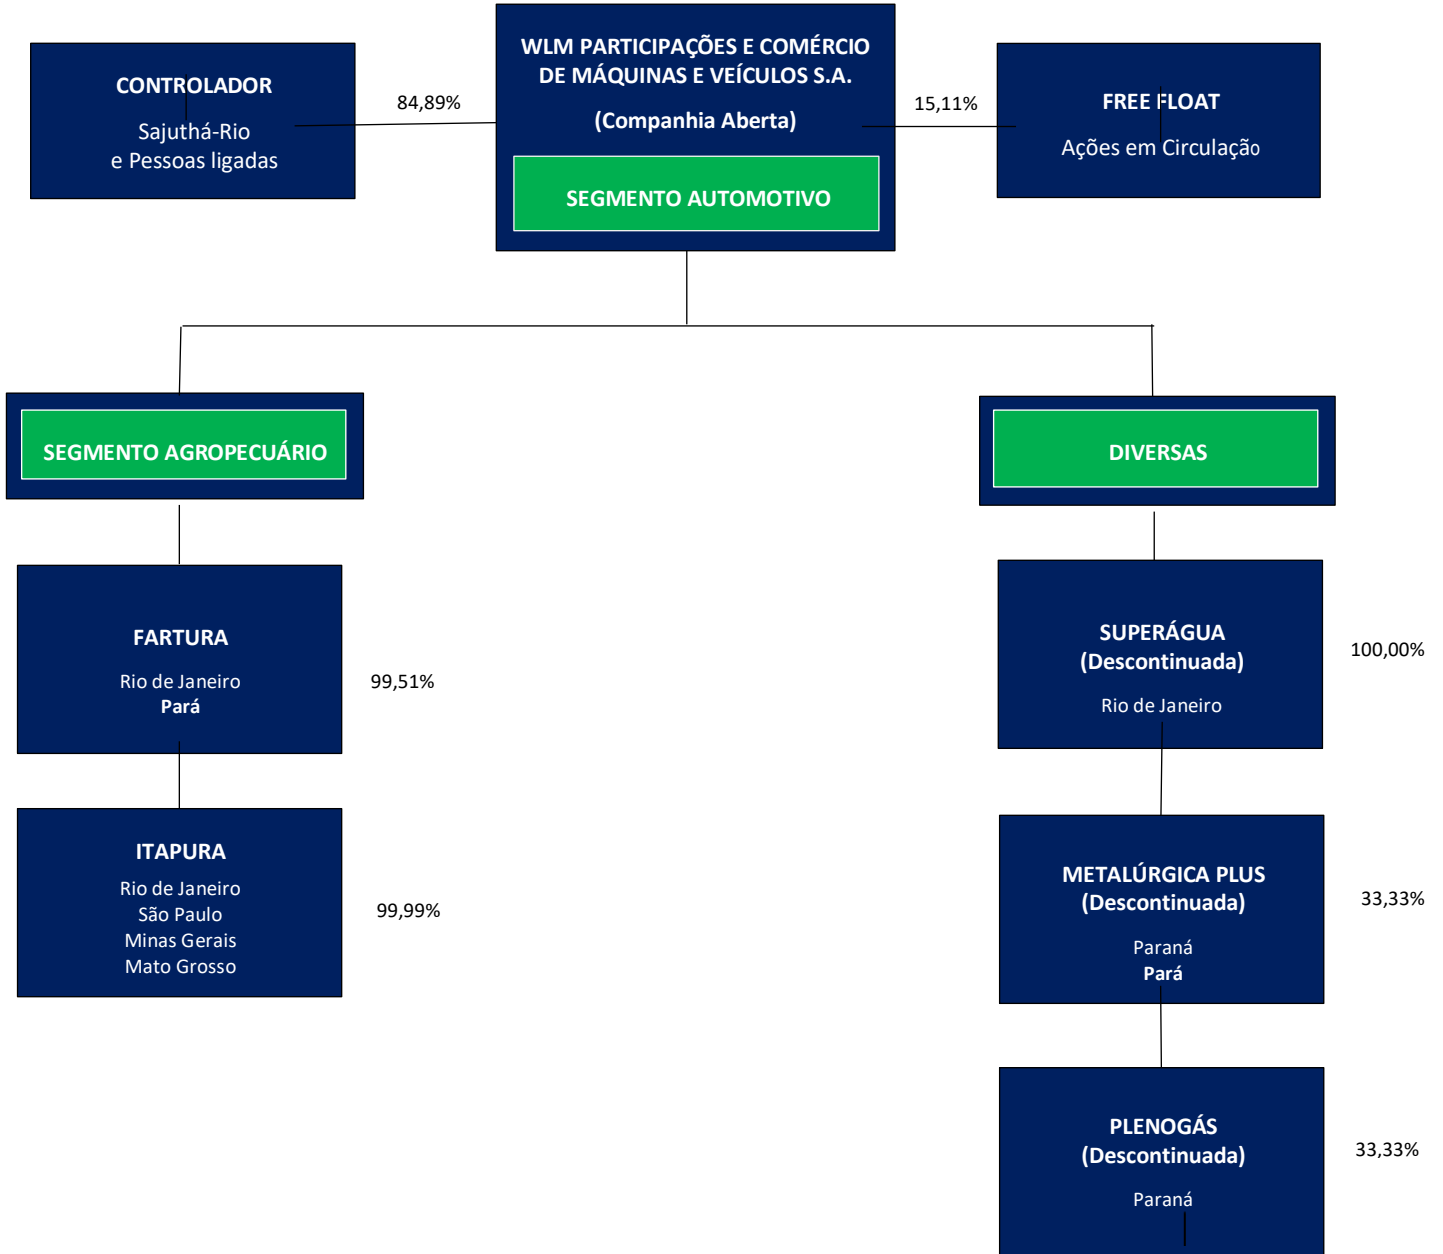 WLM PARTICIPAÇÕES E COMÉRCIO
DE MÁQUINAS E VEÍCULOS S.A.
(Companhia Aberta)
SEGMENTO AUTOMOTIVO
CONTROLADOR
Sajuthá-Rio
e Pessoas ligadas
84,89%
15,11%
FREE FLOAT
Ações em Circulação
SEGMENTO AGROPECUÁRIO
FARTURA
Rio de Janeiro
Pará
99,51%
ITAPURA
Rio de Janeiro
São Paulo
Minas Gerais
Mato Grosso
99,99%
DIVERSAS
SUPERÁGUA
(Descontinuada)
Rio de Janeiro
100,00%
METALÚRGICA PLUS
(Descontinuada)
Paraná
Pará
33,33%
PLENOGÁS
(Descontinuada)
Paraná
33,33%